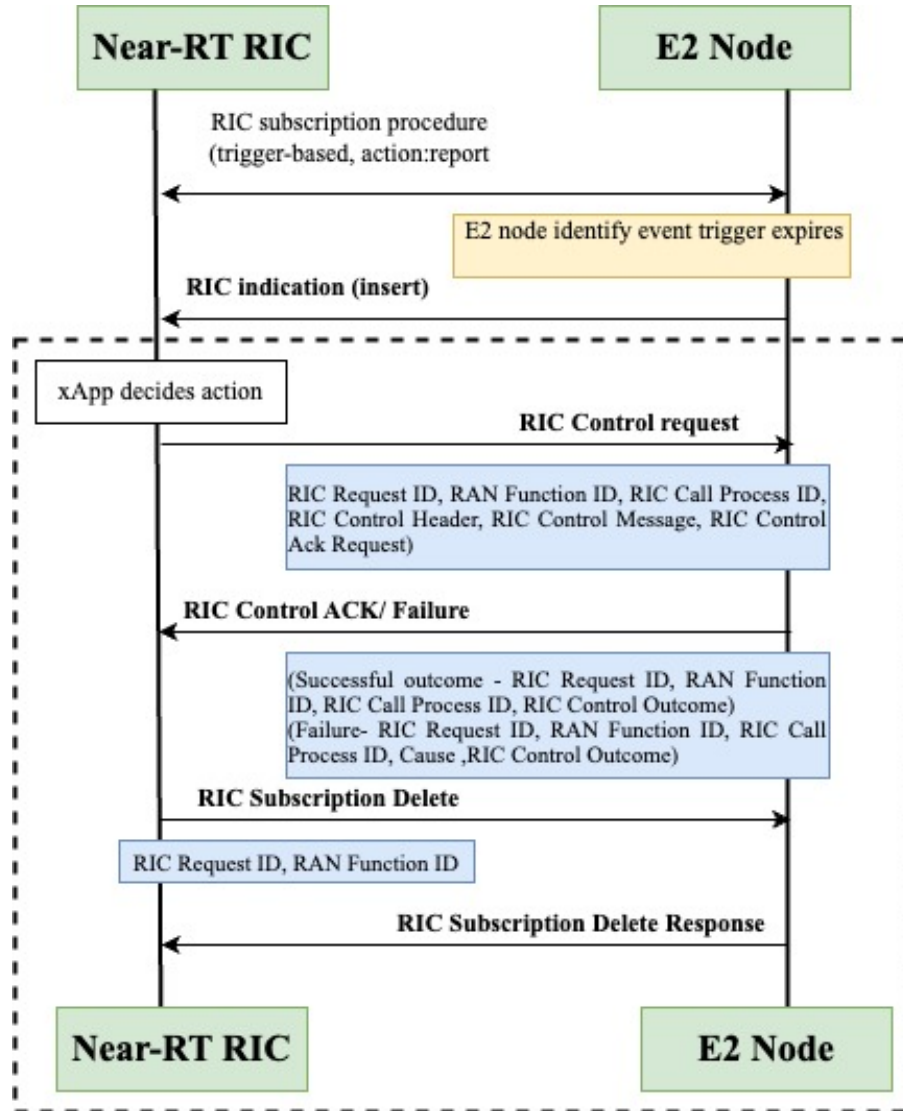 Near-RT RIC
E2 Node
RIC subscription procedure
(trigger-based, action:report
E2 node identify event trigger expires
RIC indication (insert)
xApp decides action
RIC Control request
RIC Request ID, RAN Function ID, RIC Call Process ID,
RIC Control Header, RIC Control Message, RIC Control
Ack Request)
RIC Control ACK/ Failure
(Successful outcome - RIC Request ID, RAN Function
ID, RIC Call Process ID, RIC Control Outcome)
(Failure- RIC Request ID, RAN Function ID, RIC Call
Process ID, Cause ,RIC Control Outcome)
RIC Subscription Delete
RIC Request ID, RAN Function ID
RIC Subscription Delete Response
Near-RT RIC
E2 Node